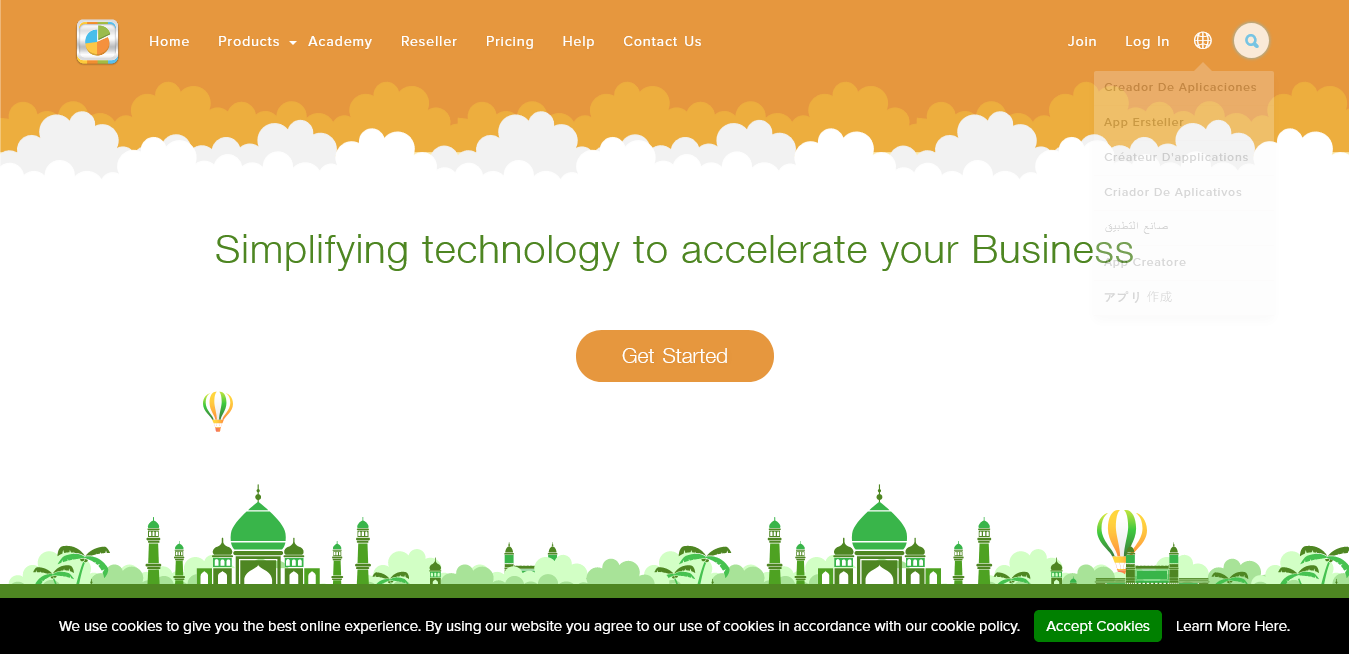 Home Products Academy Reseller Pricing Help Contact Us Join Log In
Creador De Aplicaciones
App Ersteller
Créateur D'applications
Criador De Aplicativos
صانع التطبيق
App Creatore
アプリ 作成
Simplifying technology to accelerate your Business
Get Started
We use cookies to give you the best online experience. By using our website you agree to our use of cookies in accordance with our cookie policy. Accept Cookies Learn More Here.